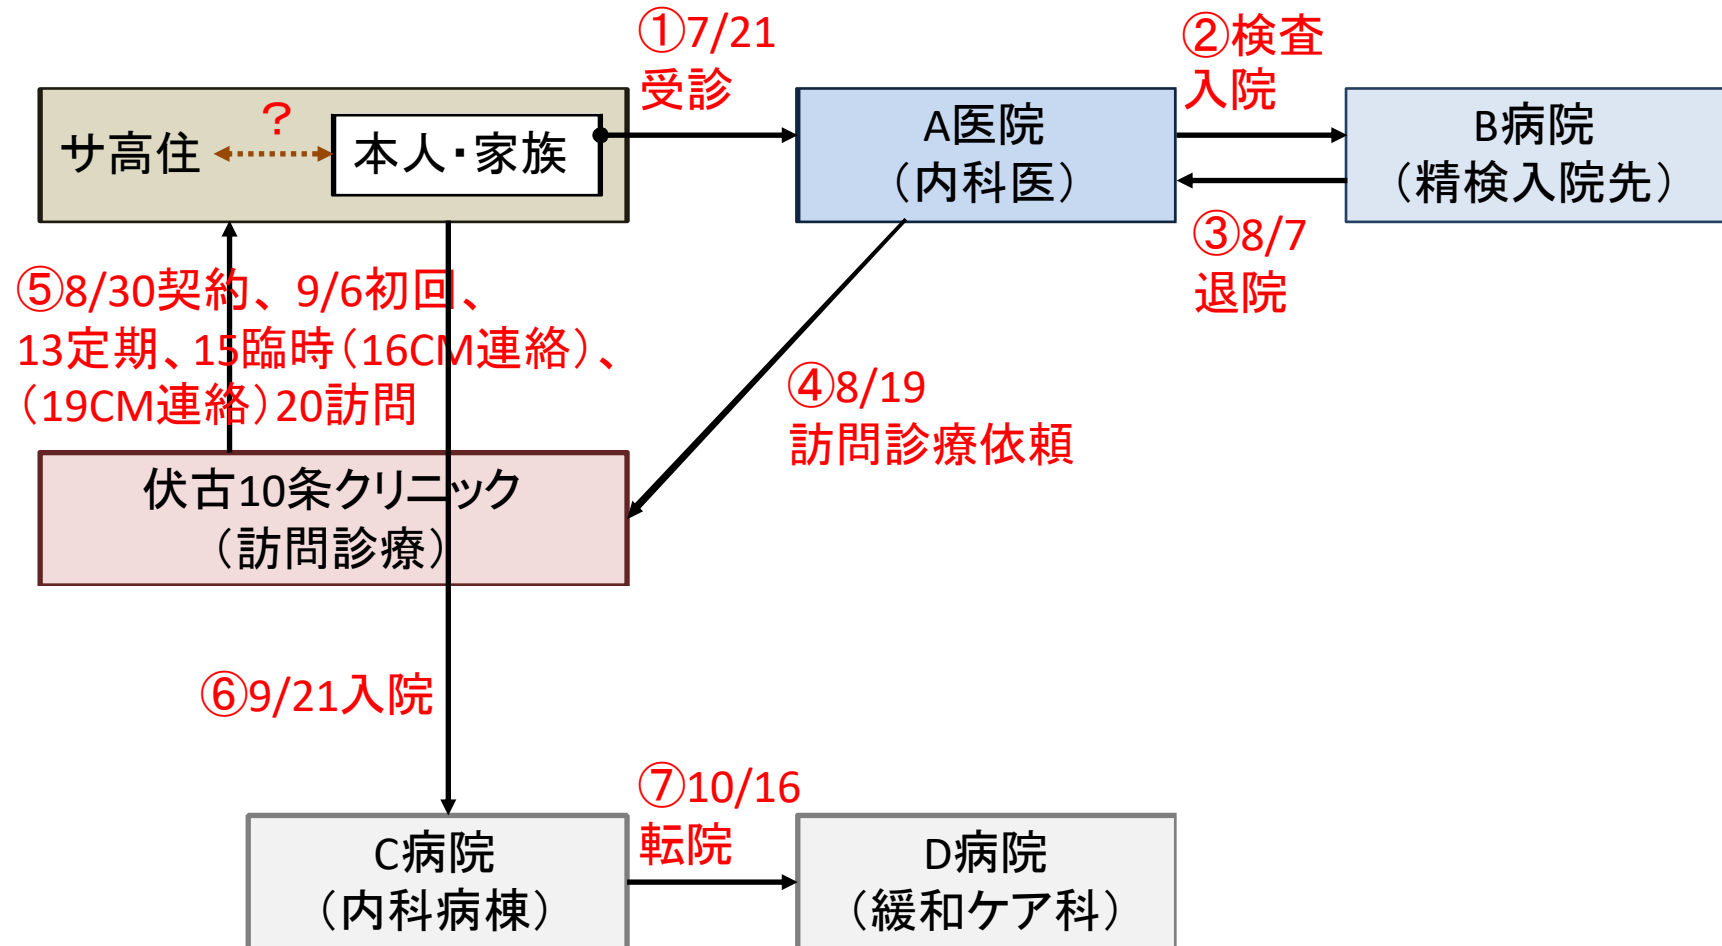 ①7/21
受診
②検査
入院
サ高住
？
本人・家族
A医院
（内科医）
B病院
（精検入院先）
③8/7
退院
⑤8/30契約、9/6初回、
13定期、15臨時（16CM連絡）、
（19CM連絡）20訪問
④8/19
訪問診療依頼
伏古10条クリニック
（訪問診療）
⑥9/21入院
⑦10/16
転院
C病院
（内科病棟）
D病院
（緩和ケア科）